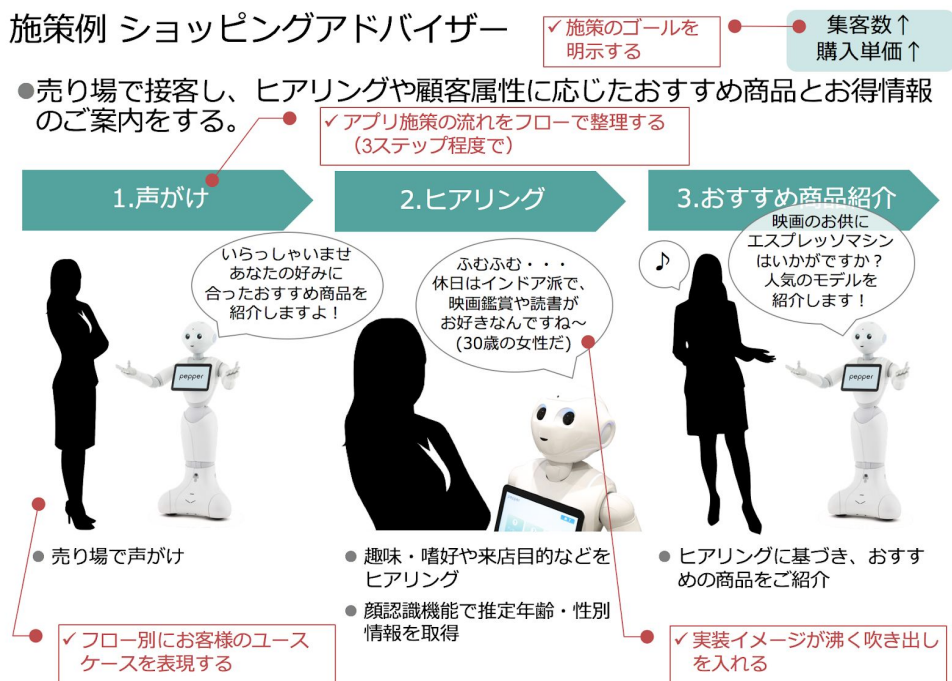 施策例 ショッピングアドバイザー
✓ 施策のゴールを
明示する
集客数↑
購入単価↑
●売り場で接客し、ヒアリングや顧客属性に応じたおすすめ商品とお得情報
のご案内をする。
✓ アプリ施策の流れをフローで整理する
(3ステップ程度で)
1.声がけ
2.ヒアリング
3.おすすめ商品紹介
いらっしゃいませ
あなたの好みに
合ったおすすめ商品を
紹介しますよ!
pepper
ふむふむ・・・
休日はインドア派で、
映画鑑賞や読書が
お好きなんですね～
(30歳の女性だ)
♪
映画のお供に
エスプレッソマシン
はいかがですか?
人気のモデルを
紹介します!
pepper
● 売り場で声がけ
● 趣味・嗜好や来店目的などを
ヒアリング
● 顔認識機能で推定年齢・性別
情報を取得
● ヒアリングに基づき、おすす
めの商品をご紹介
✓ フロー別にお客様のユース
ケースを表現する
✓ 実装イメージが沸く吹き出し
を入れる